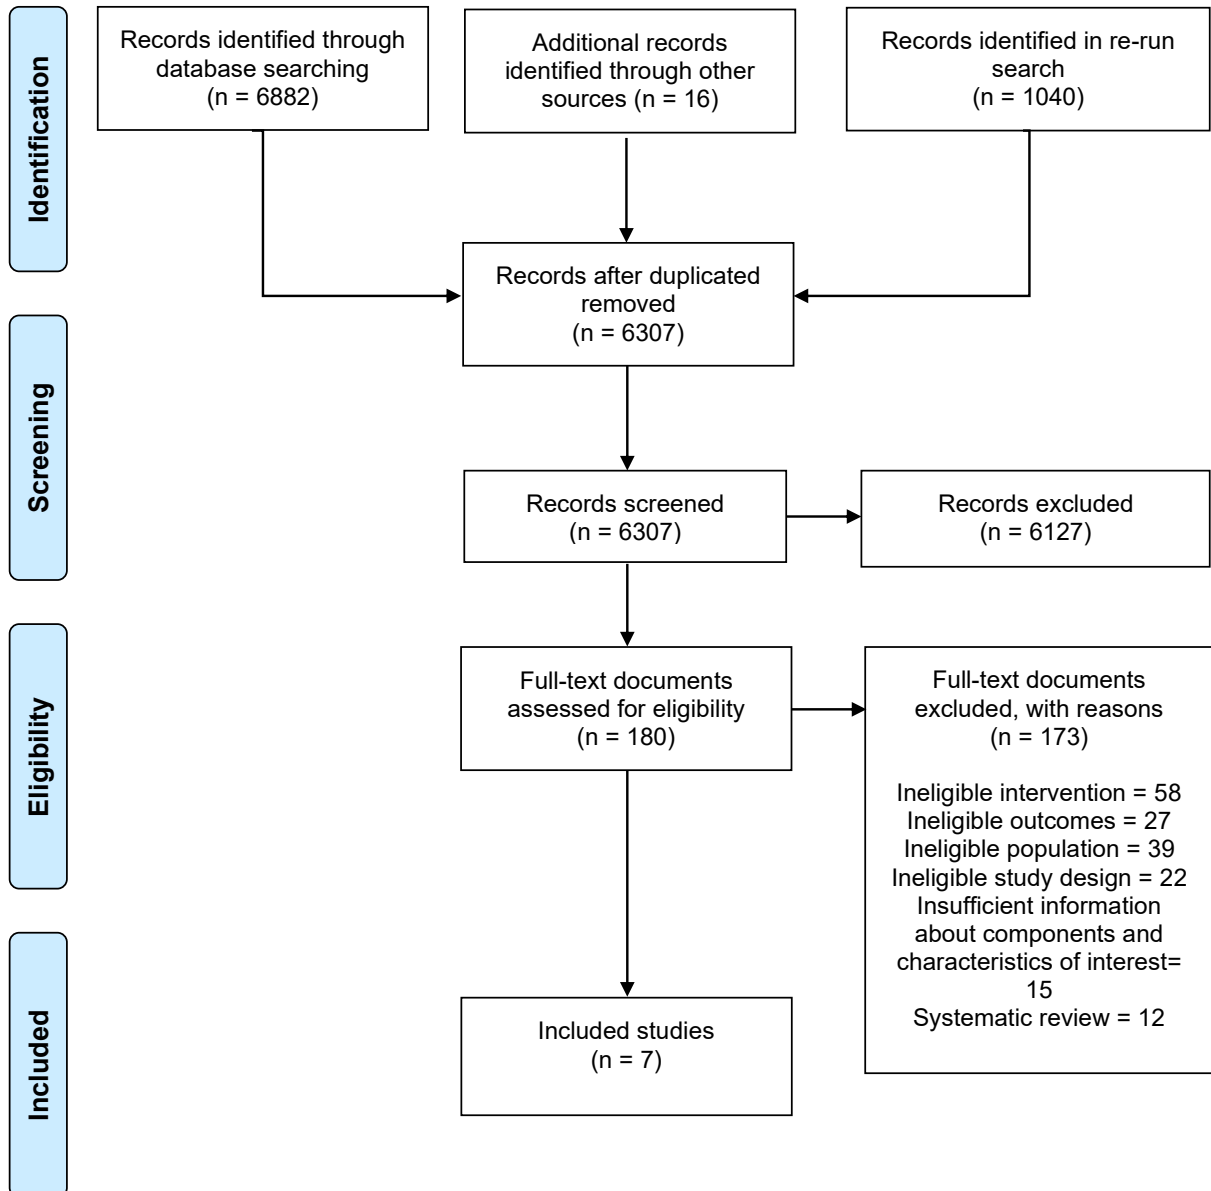 Identification
Records identified through
database searching
(n = 6882)
Additional records
identified through other
sources (n = 16)
Records identified in re-run
search
(n = 1040)
Records after duplicated
removed
(n = 6307)
Screening
Records screened
(n = 6307)
Records excluded
(n = 6127)
Eligibility
Full-text documents
assessed for eligibility
(n = 180)
Full-text documents
excluded, with reasons
(n = 173)
Ineligible intervention = 58
Ineligible outcomes = 27
Ineligible population = 39
Ineligible study design = 22
Insufficient information
about components and
characteristics of interest=
15
Systematic review = 12
Included
Included studies
(n = 7)